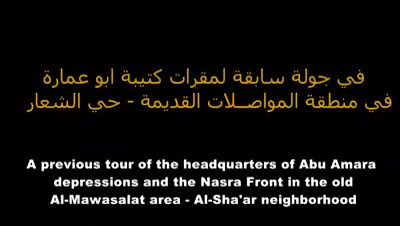 في جولة سابقة لمقرات كتيبة ابو عمارة
في منطقة المواصــلات القديمة - حي الشعار
A previous tour of the headquarters of Abu Amara
depressions and the Nasra Front in the old
Al-Mawasalat area - Al-Sha'ar neighborhood